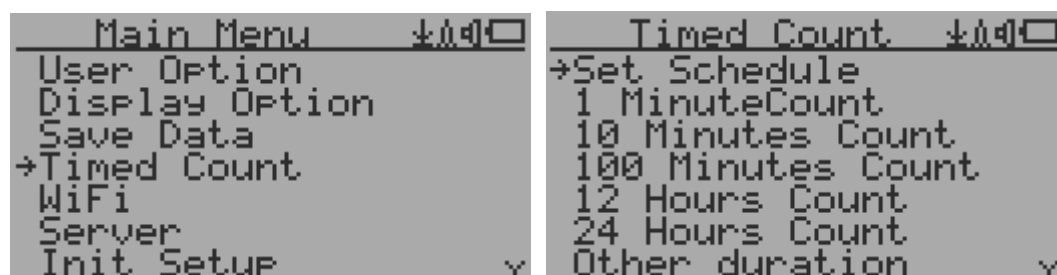 Main Menu
User Option
Display Option
Save Data
→Timed Count
WiFi
Server
Init Setup
Timed Count
→Set Schedule
1 MinuteCount
10 Minutes Count
100 Minutes Count
12 Hours Count
24 Hours Count
Other duration